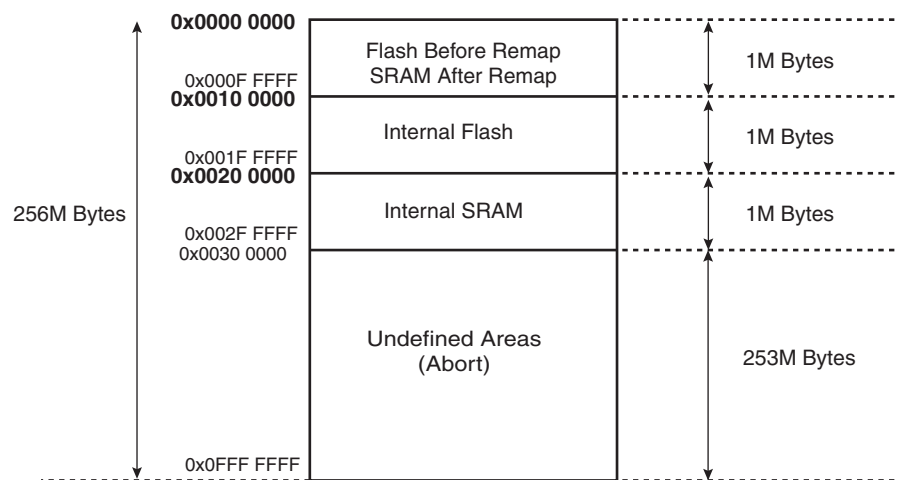 0x0000 0000
Flash Before Remap
SRAM After Remap
1M Bytes
0x000F FFFF
0x0010 0000
Internal Flash
1M Bytes
0x001F FFFF
0x0020 0000
256M Bytes
Internal SRAM
1M Bytes
0x002F FFFF
0x0030 0000
Undefined Areas
(Abort)
253M Bytes
0x0FFF FFFF